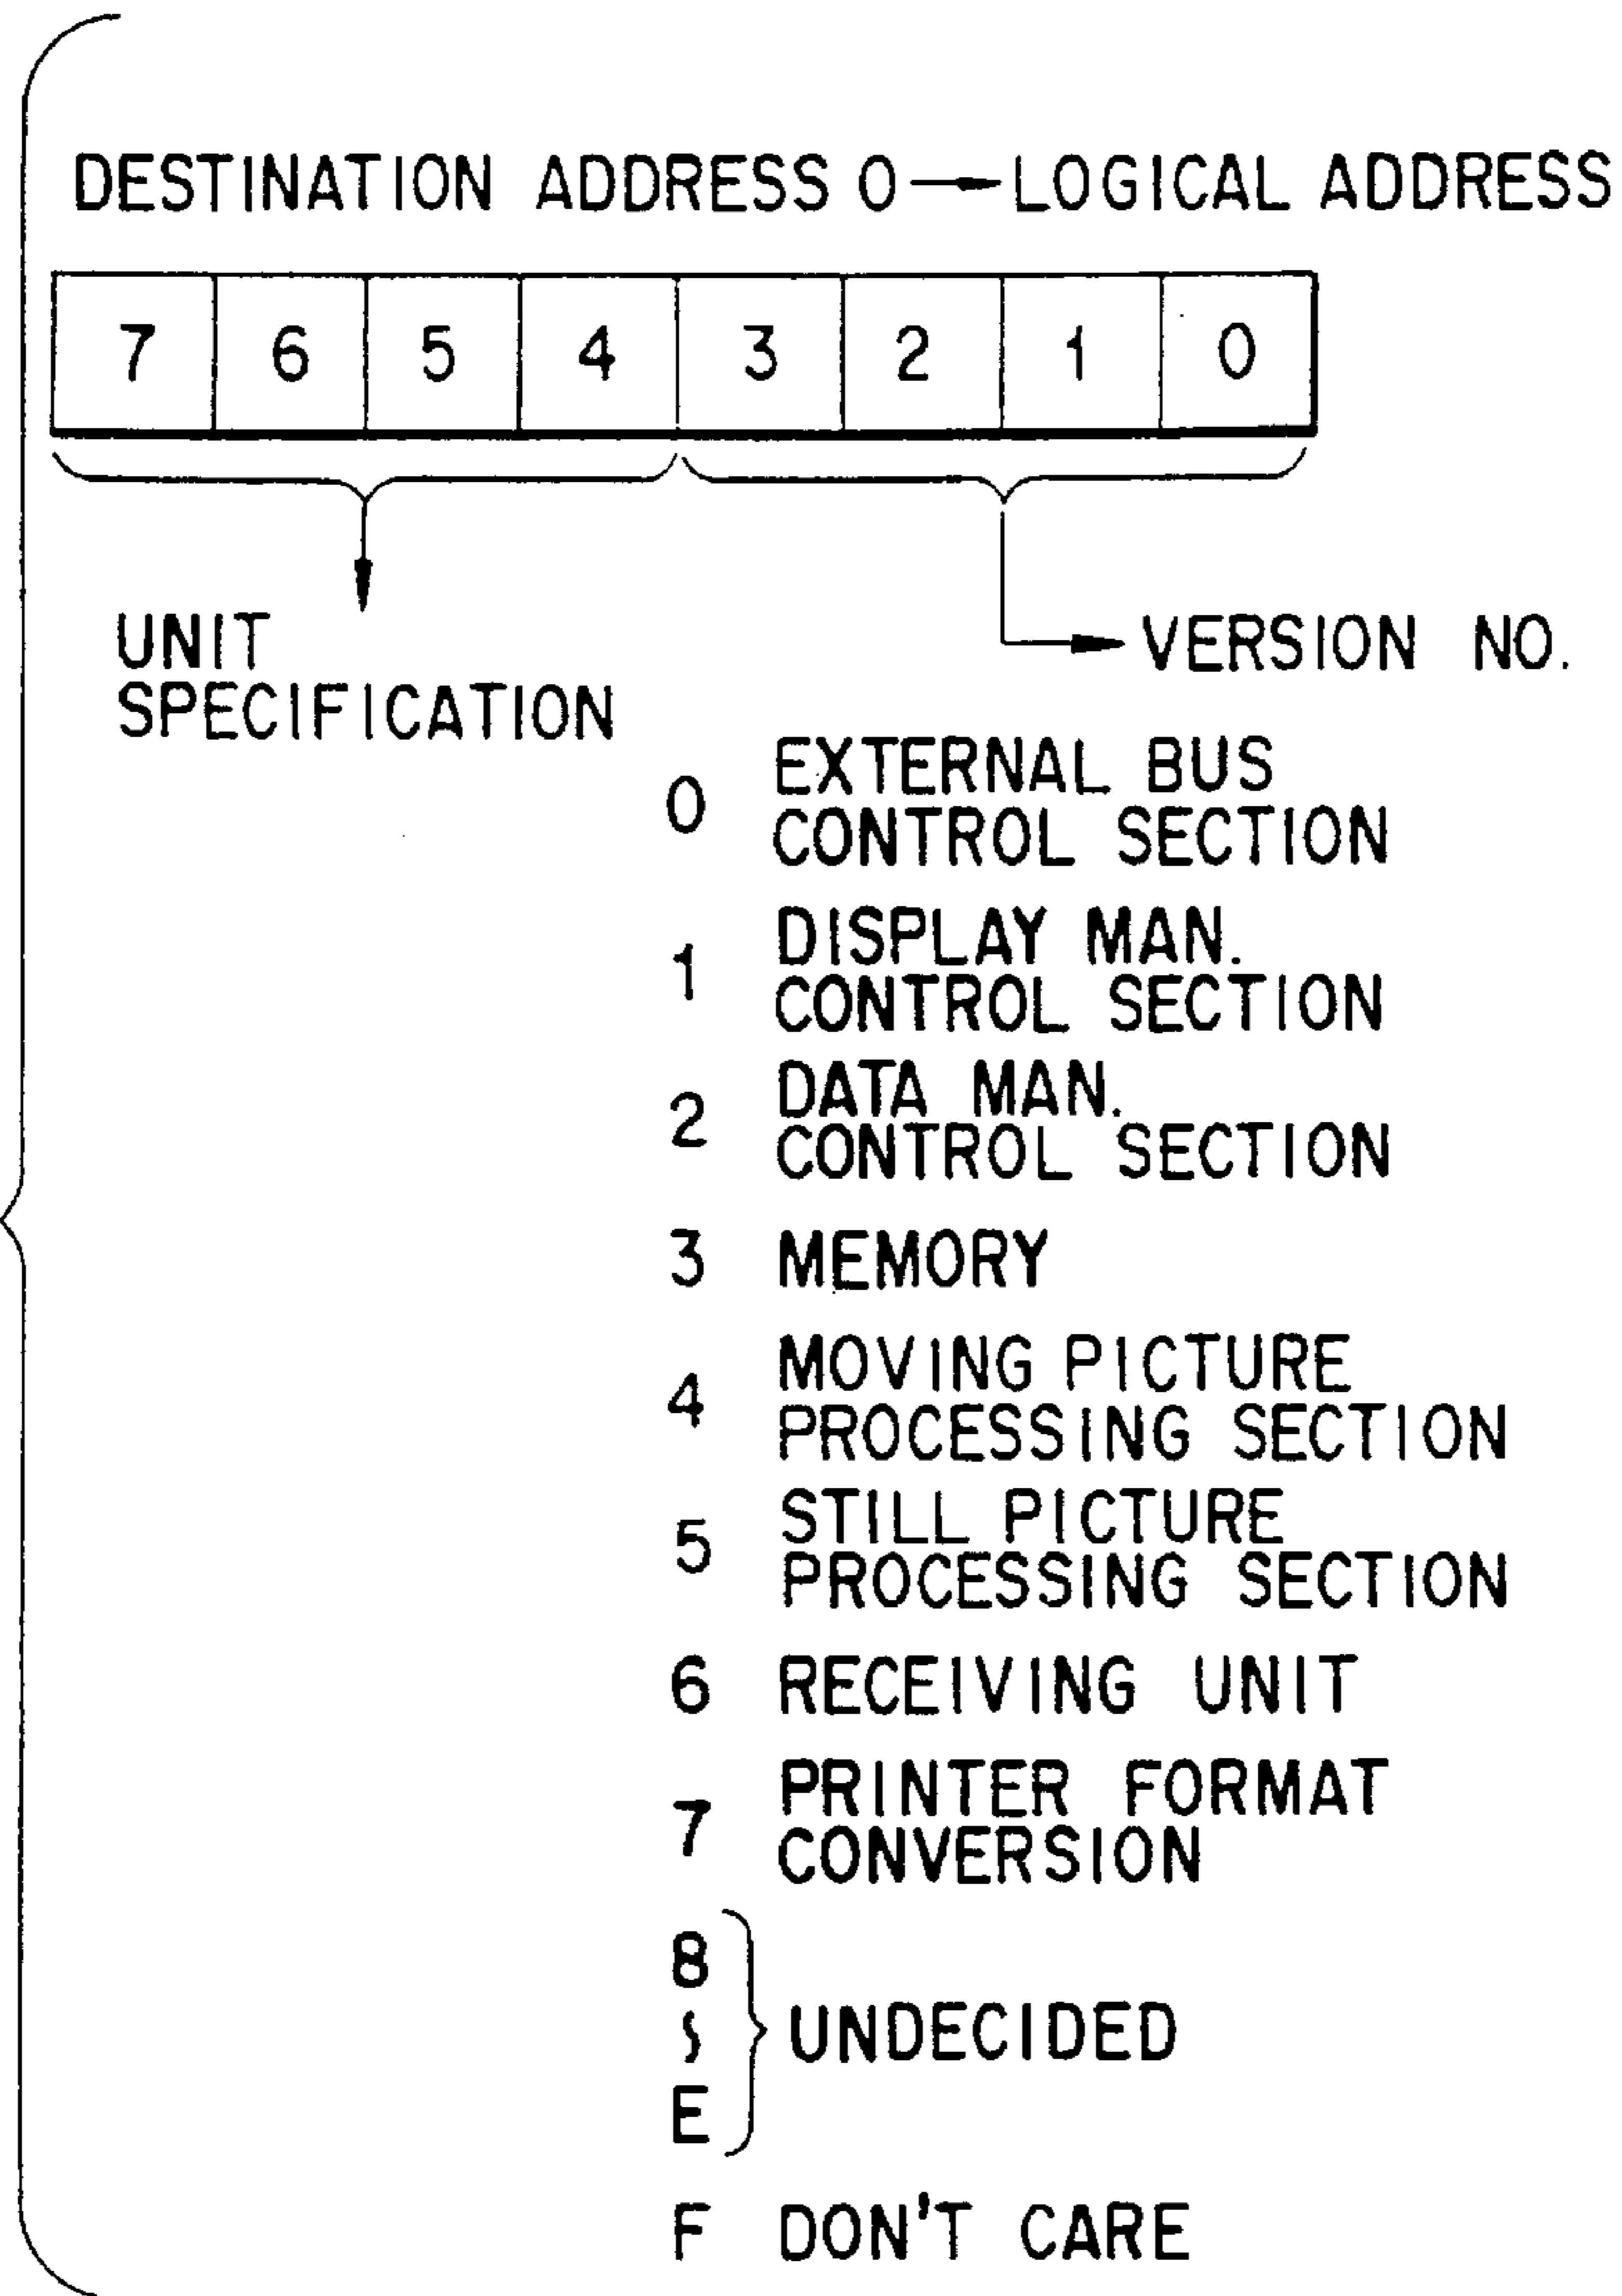 DESTINATION ADDRESS 0→LOGICAL ADDRESS
7 6 5 4 3 2 1 0
UNIT
SPECIFICATION
VERSION NO.
0 EXTERNAL BUS
CONTROL SECTION
1 DISPLAY MAN.
CONTROL SECTION
2 DATA MAN.
CONTROL SECTION
3 MEMORY
4 MOVING PICTURE
PROCESSING SECTION
5 STILL PICTURE
PROCESSING SECTION
6 RECEIVING UNIT
7 PRINTER FORMAT
CONVERSION
8
~
E
UNDECIDED
F DON'T CARE